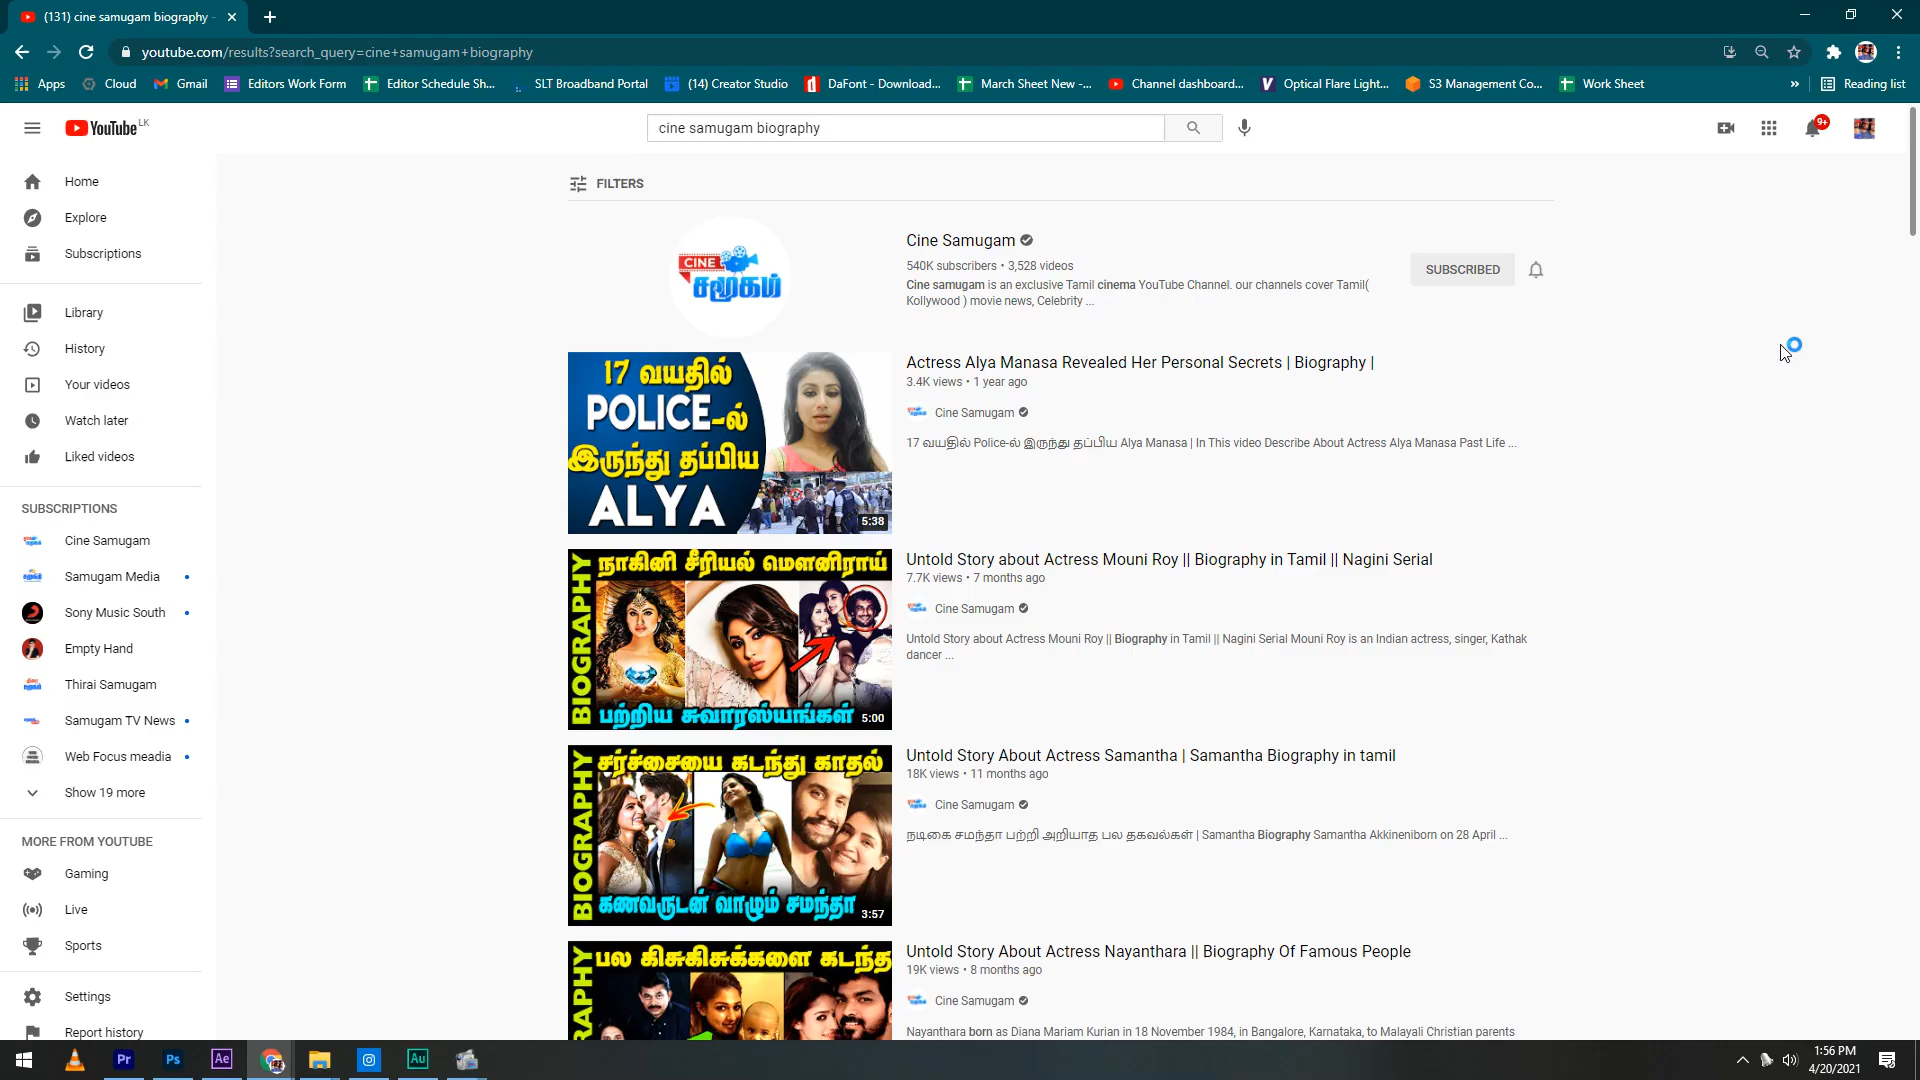 (131) cine samugam biography -
youtube.com/results?search_query=cine+samugam+biography
Apps
Cloud
Gmail
Editors Work Form
Editor Schedule Sh...
SLT Broadband Portal
(14) Creator Studio
DaFont - Download...
March Sheet New -...
Channel dashboard...
Optical Flare Light...
S3 Management Co...
Work Sheet
»
Reading list
YouTube LK
cine samugam biography
9+
Home
Explore
Subscriptions
Library
History
Your videos
Watch later
Liked videos
SUBSCRIPTIONS
Cine Samugam
Samugam Media
Sony Music South
Empty Hand
Thirai Samugam
Samugam TV News
Web Focus meadia
Show 19 more
MORE FROM YOUTUBE
Gaming
Live
Sports
Settings
Report history
FILTERS
CINE
சமூகம்
Cine Samugam
540K subscribers • 3,528 videos
Cine samugam is an exclusive Tamil cinema YouTube Channel. our channels cover Tamil(
Kollywood ) movie news, Celebrity ...
SUBSCRIBED
17 வயதில்
POLICE-ல்
இருந்து தப்பிய
ALYA
5:38
Actress Alya Manasa Revealed Her Personal Secrets | Biography |
3.4K views • 1 year ago
Cine Samugam
17 வயதில் Police-ல் இருந்து தப்பிய Alya Manasa | In This video Describe About Actress Alya Manasa Past Life ...
BIOGRAPHY
நாகினி சீரியல் மௌனிராய்
பற்றிய சுவாரஸ்யங்கள்
5:00
Untold Story about Actress Mouni Roy || Biography in Tamil || Nagini Serial
7.7K views • 7 months ago
Cine Samugam
Untold Story about Actress Mouni Roy || Biography in Tamil || Nagini Serial Mouni Roy is an Indian actress, singer, Kathak
dancer ...
BIOGRAPHY
சர்ச்சையை கடந்து காதல்
கணவருடன் வாழும் சமந்தா
3:57
Untold Story About Actress Samantha | Samantha Biography in tamil
18K views • 11 months ago
Cine Samugam
நடிகை சமந்தா பற்றி அறியாத பல தகவல்கள் | Samantha Biography Samantha Akkineniborn on 28 April ...
RAPHY
பல கிசுகிசுக்களை கடந்த
Untold Story About Actress Nayanthara || Biography Of Famous People
19K views • 8 months ago
Cine Samugam
Nayanthara born as Diana Mariam Kurian in 18 November 1984, in Bangalore, Karnataka, to Malayali Christian parents
Pr
Ps
Ae
Au
1:56 PM
4/20/2021